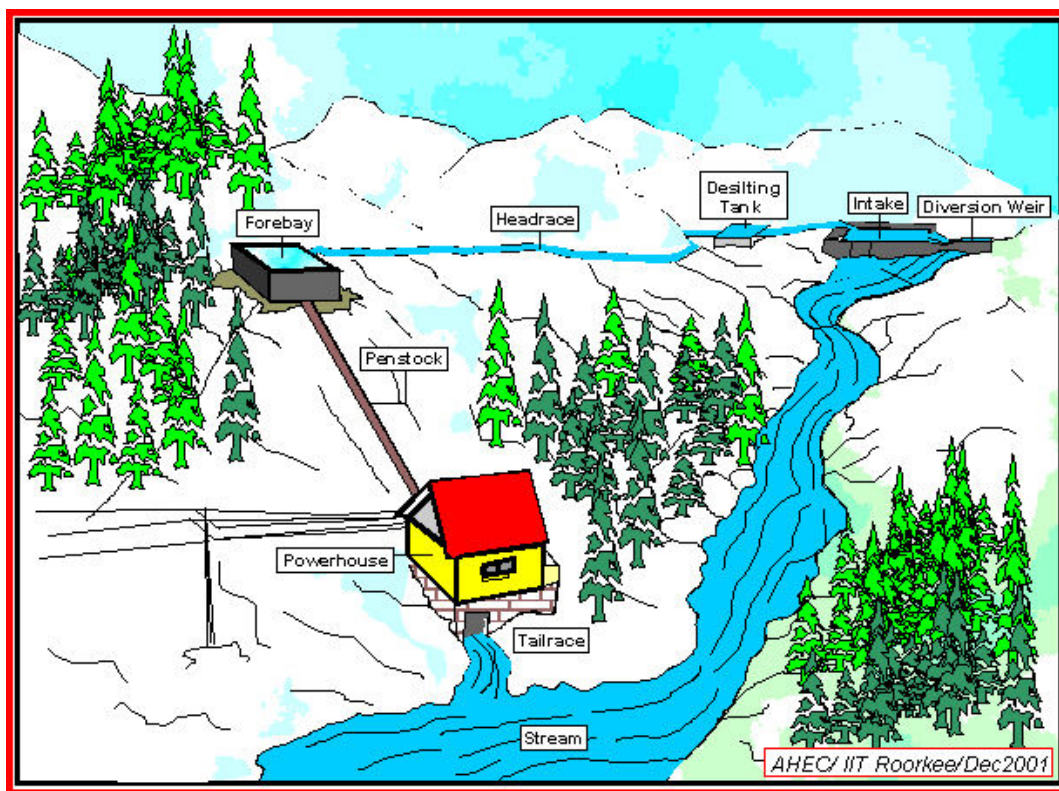 Desilting
Tank
Intake
Diversion Weir
Forebay
Headrace
Penstock
Powerhouse
Tailrace
Stream
AHEC/ IIT Roorkee/Dec2001